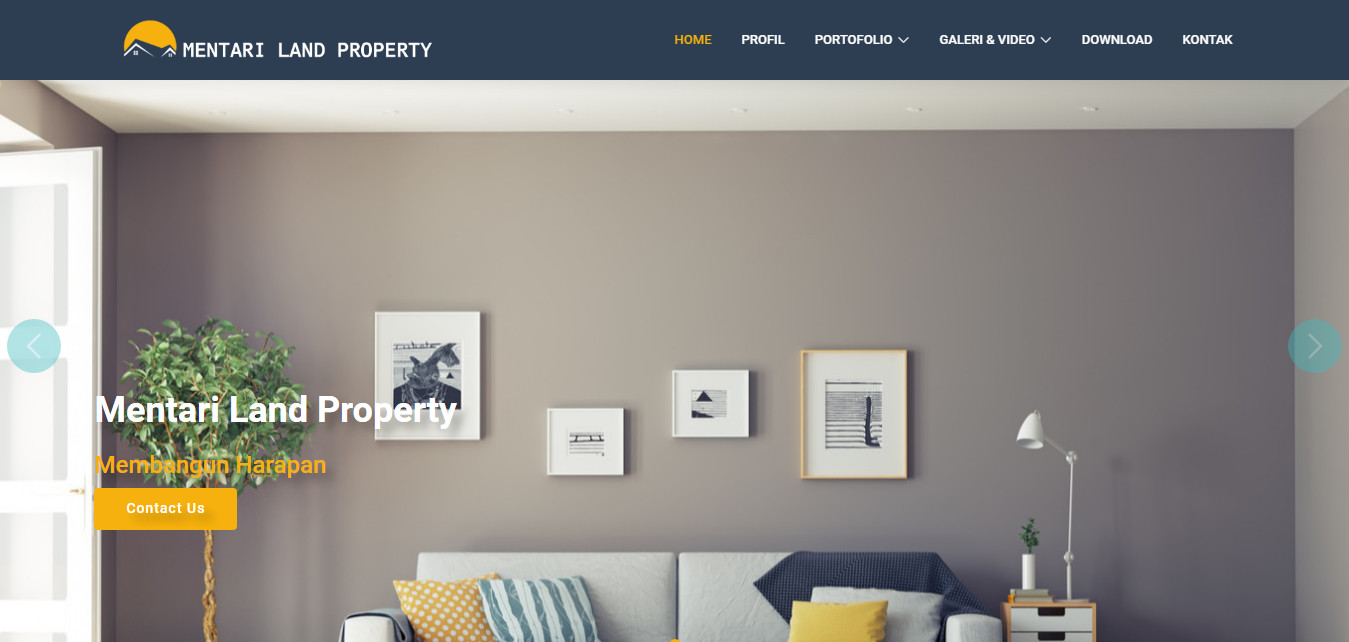 MENTARI LAND PROPERTY
HOME
PROFIL
PORTOFOLIO
GALERI & VIDEO
DOWNLOAD
KONTAK
Mentari Land Property
Membangun Harapan
Contact Us